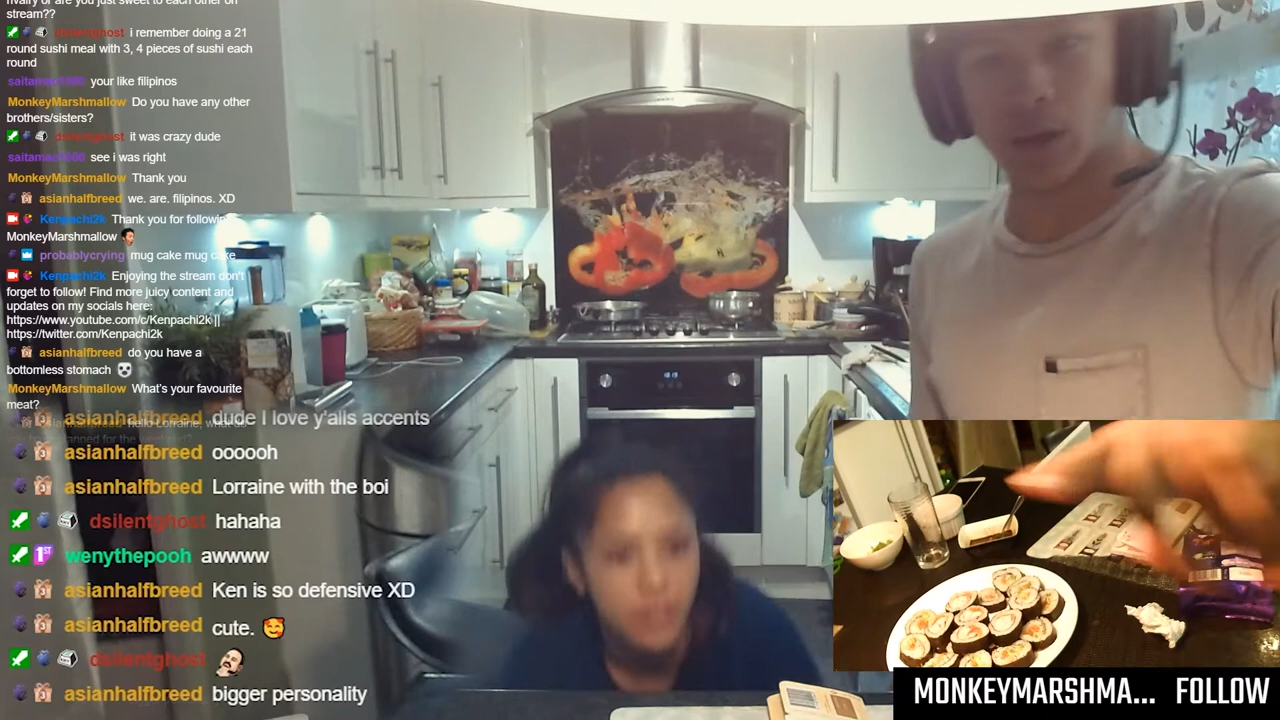 rivalry or are you just sweet to each other on
stream??
dsilentghost i remember doing a 21
round sushi meal with 3, 4 pieces of sushi each
round
your like filipinos
MonkeyMarshmallow Do you have any other
brothers/sisters?
dsilentghost it was crazy dude
see i was right
MonkeyMarshmallow Thank you
asianhalfbreed we. are. filipinos. XD
Kenpachi2k Thank you for following
MonkeyMarshmallow
probablycrying mug cake mug cake
Kenpachi2k Enjoying the stream don't
forget to follow! Find more juicy content and
updates on my socials here:
https://www.youtube.com/c/Kenpachi2k ||
https://twitter.com/Kenpachi2k
asianhalfbreed do you have a
bottomless stomach
MonkeyMarshmallow What's your favourite
meat?
asianhalfbreed dude I love y'alls accents
asianhalfbreed oooooh
asianhalfbreed Lorraine with the boi
dsilentghost hahaha
1ST wenythepooh awwww
asianhalfbreed Ken is so defensive XD
asianhalfbreed cute.
dsilentghost
asianhalfbreed bigger personality
MONKEYMARSHMA... FOLLOW